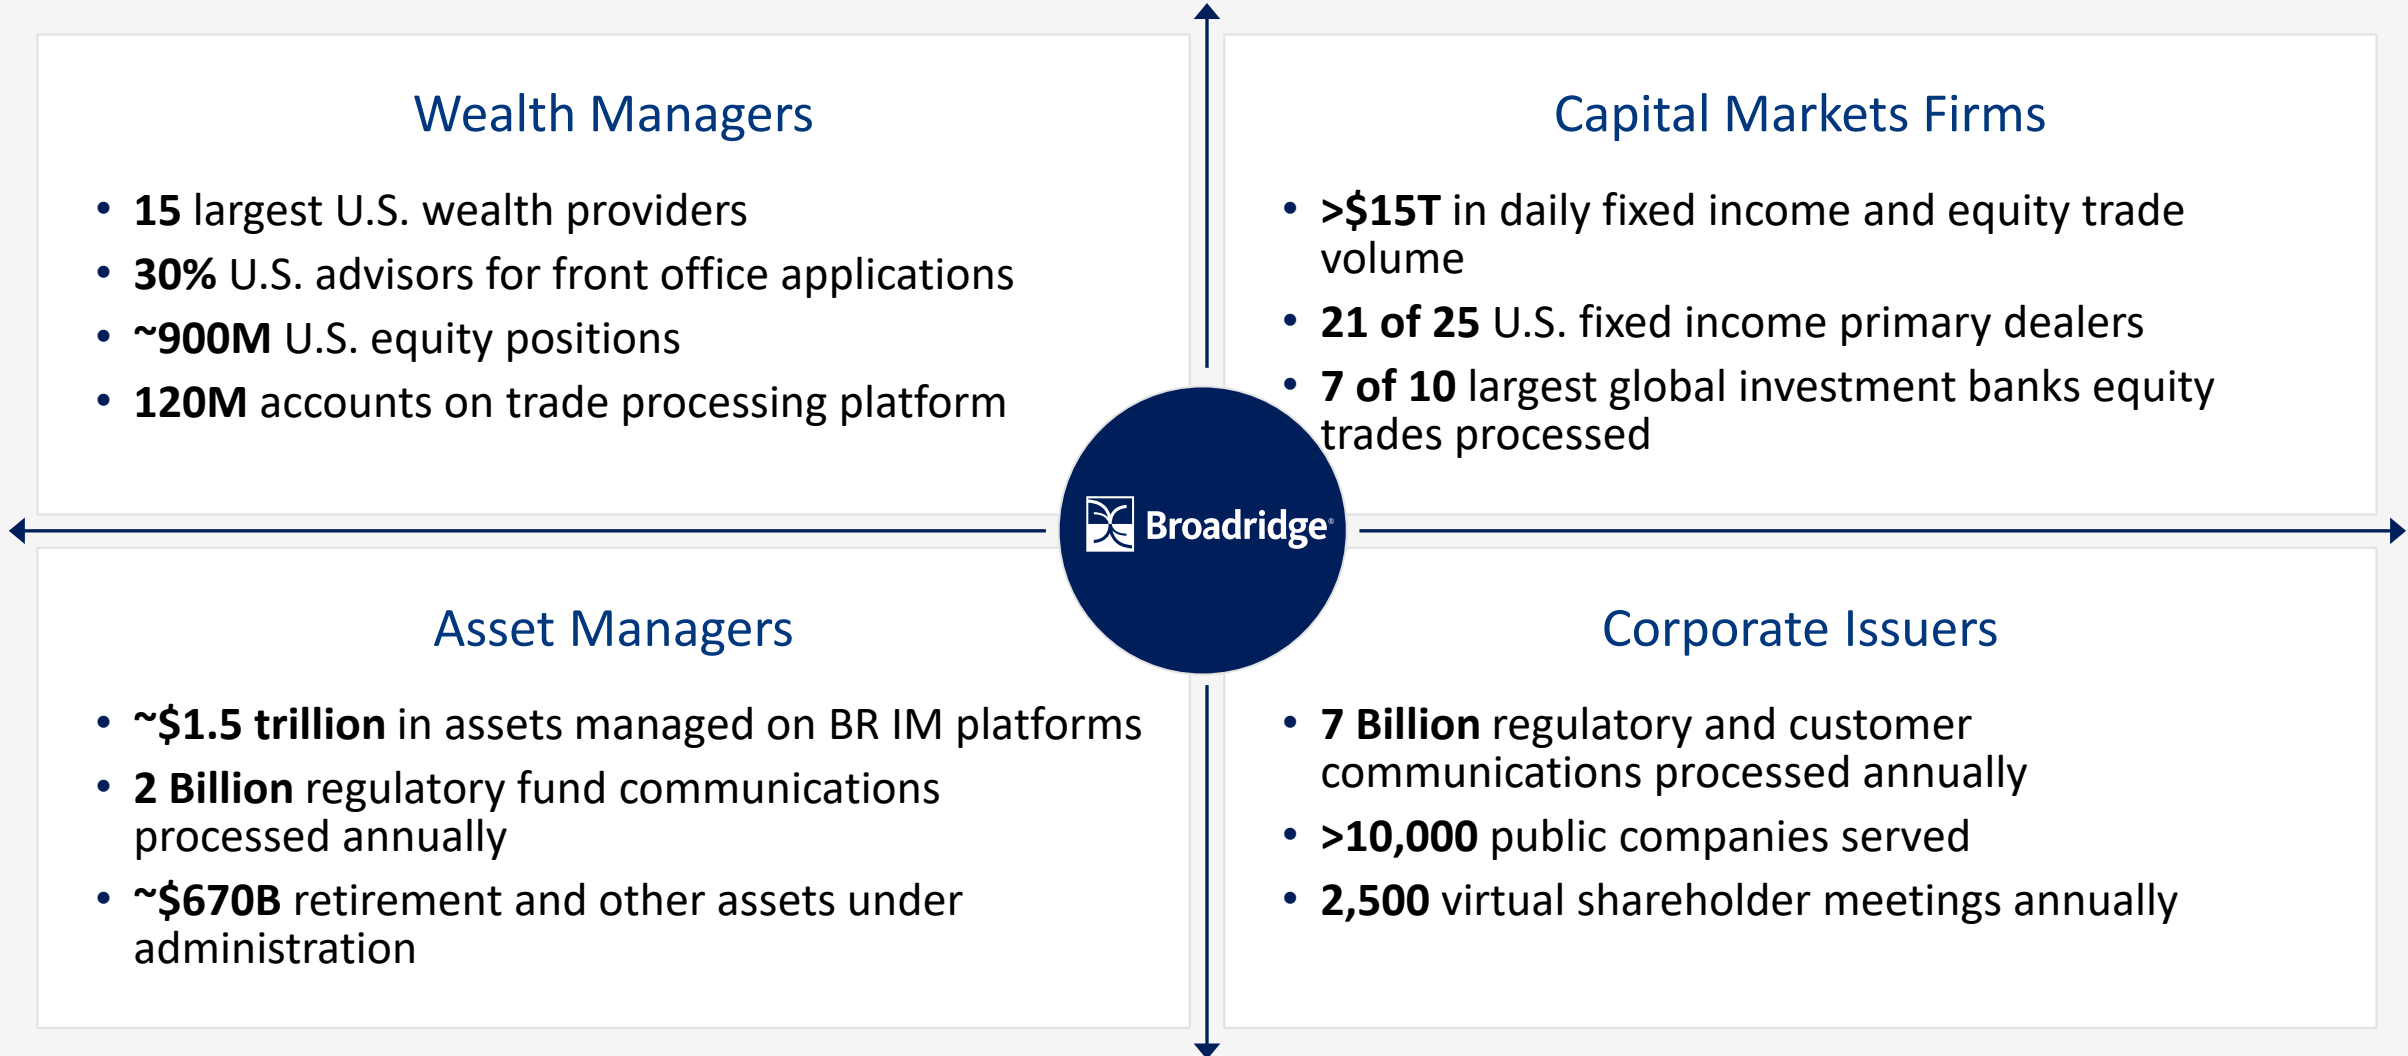 Wealth Managers
• 15 largest U.S. wealth providers
• 30% U.S. advisors for front office applications
• ~900M U.S. equity positions
• 120M accounts on trade processing platform
Capital Markets Firms
• >$15T in daily fixed income and equity trade
volume
• 21 of 25 U.S. fixed income primary dealers
• 7 of 10 largest global investment banks equity
trades processed
Broadridge®
Asset Managers
• ~$1.5 trillion in assets managed on BR IM platforms
• 2 Billion regulatory fund communications
processed annually
• ~$670B retirement and other assets under
administration
Corporate Issuers
• 7 Billion regulatory and customer
communications processed annually
• >10,000 public companies served
• 2,500 virtual shareholder meetings annually